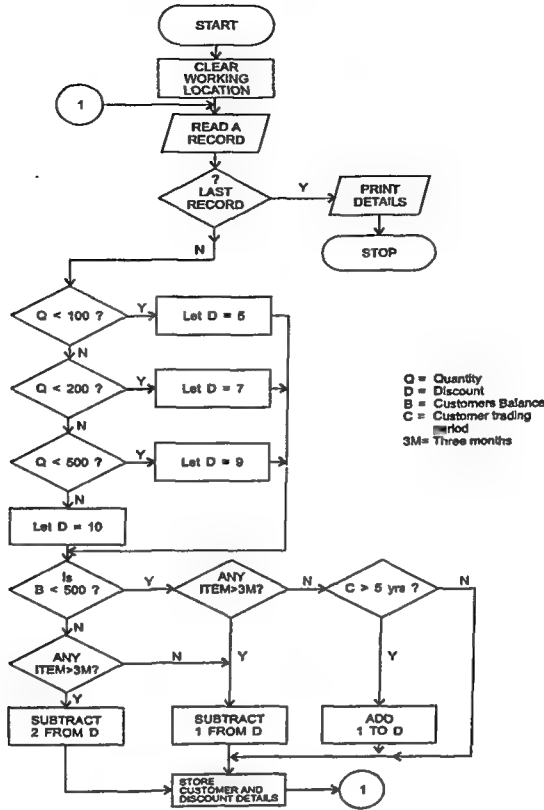 START
CLEAR
WORKING
LOCATION
1
READ A
RECORD
?
LAST
RECORD
Y
PRINT
DETAILS
N
STOP
Q < 100 ?
Y
Let D = 5
N
Q < 200 ?
Y
Let D = 7
N
Q < 500 ?
Y
Let D = 9
N
Let D = 10
Q = Quantity
D = Discount
B = Customers Balance
C = Customer trading
3M= Three months
Is
B < 500 ?
Y
ANY
ITEM>3M?
N
C > 5 yrs ?
N
N
ANY
ITEM>3M?
N
Y
Y
Y
SUBTRACT
2 FROM D
SUBTRACT
1 FROM D
ADD
1 TO D
STORE
CUSTOMER AND
DISCOUNT DETAILS
1